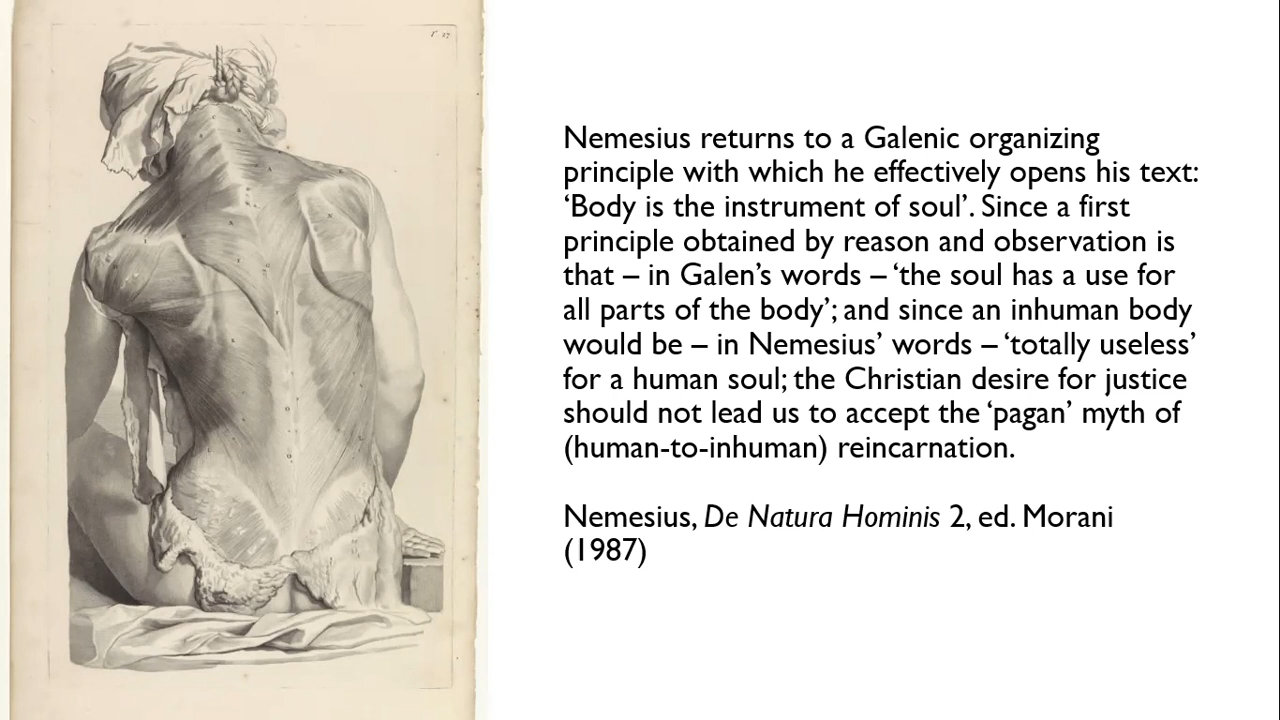 T. 27
Nemesius returns to a Galenic organizing
principle with which he effectively opens his text:
‘Body is the instrument of soul’. Since a first
principle obtained by reason and observation is
that – in Galen’s words – ‘the soul has a use for
all parts of the body’; and since an inhuman body
would be – in Nemesius’ words – ‘totally useless’
for a human soul; the Christian desire for justice
should not lead us to accept the ‘pagan’ myth of
(human-to-inhuman) reincarnation.
Nemesius, De Natura Hominis 2, ed. Morani
(1987)